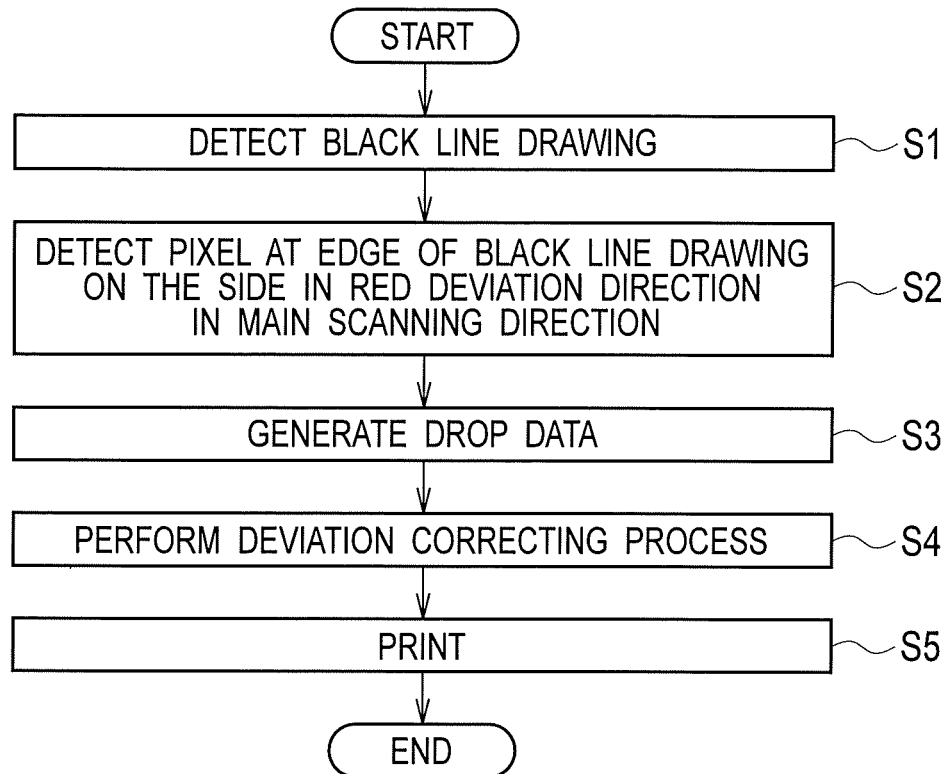 START
DETECT BLACK LINE DRAWING
S1
DETECT PIXEL AT EDGE OF BLACK LINE DRAWING
ON THE SIDE IN RED DEVIATION DIRECTION
IN MAIN SCANNING DIRECTION
S2
GENERATE DROP DATA
S3
PERFORM DEVIATION CORRECTING PROCESS
S4
PRINT
S5
END